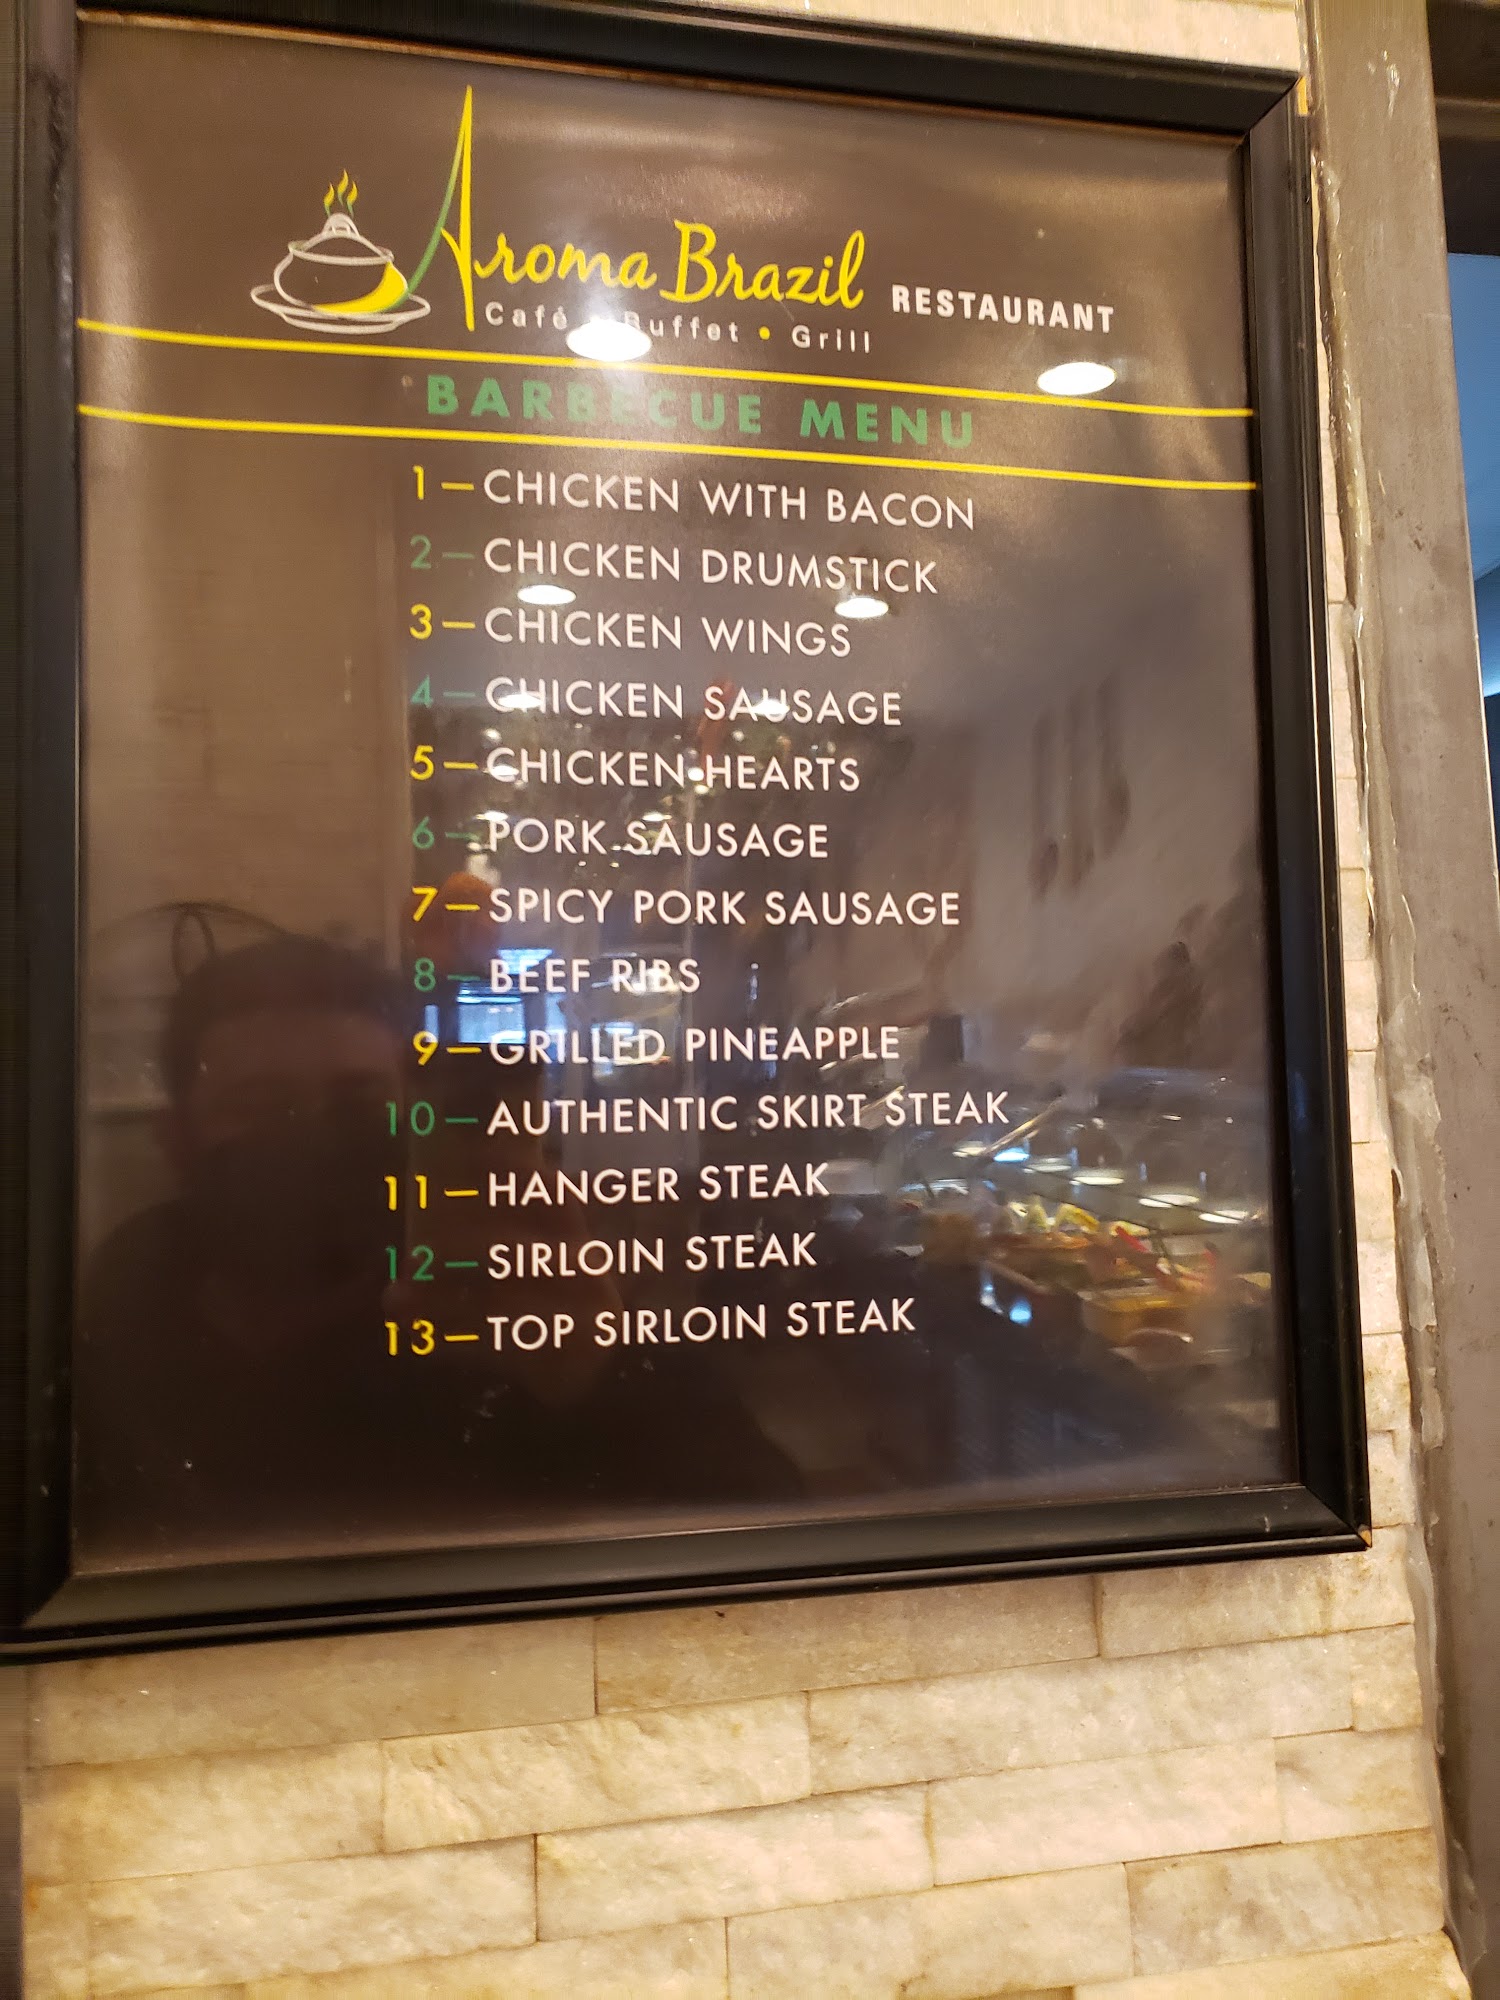 Aroma Brazil RESTAURANT
Café • Buffet • Grill
BARBECUE MENU
1 — CHICKEN WITH BACON
2 — CHICKEN DRUMSTICK
3 — CHICKEN WINGS
4 — CHICKEN SAUSAGE
5 — CHICKEN HEARTS
6 — PORK SAUSAGE
7 — SPICY PORK SAUSAGE
8 — BEEF RIBS
9 — GRILLED PINEAPPLE
10 — AUTHENTIC SKIRT STEAK
11 — HANGER STEAK
12 — SIRLOIN STEAK
13 — TOP SIRLOIN STEAK